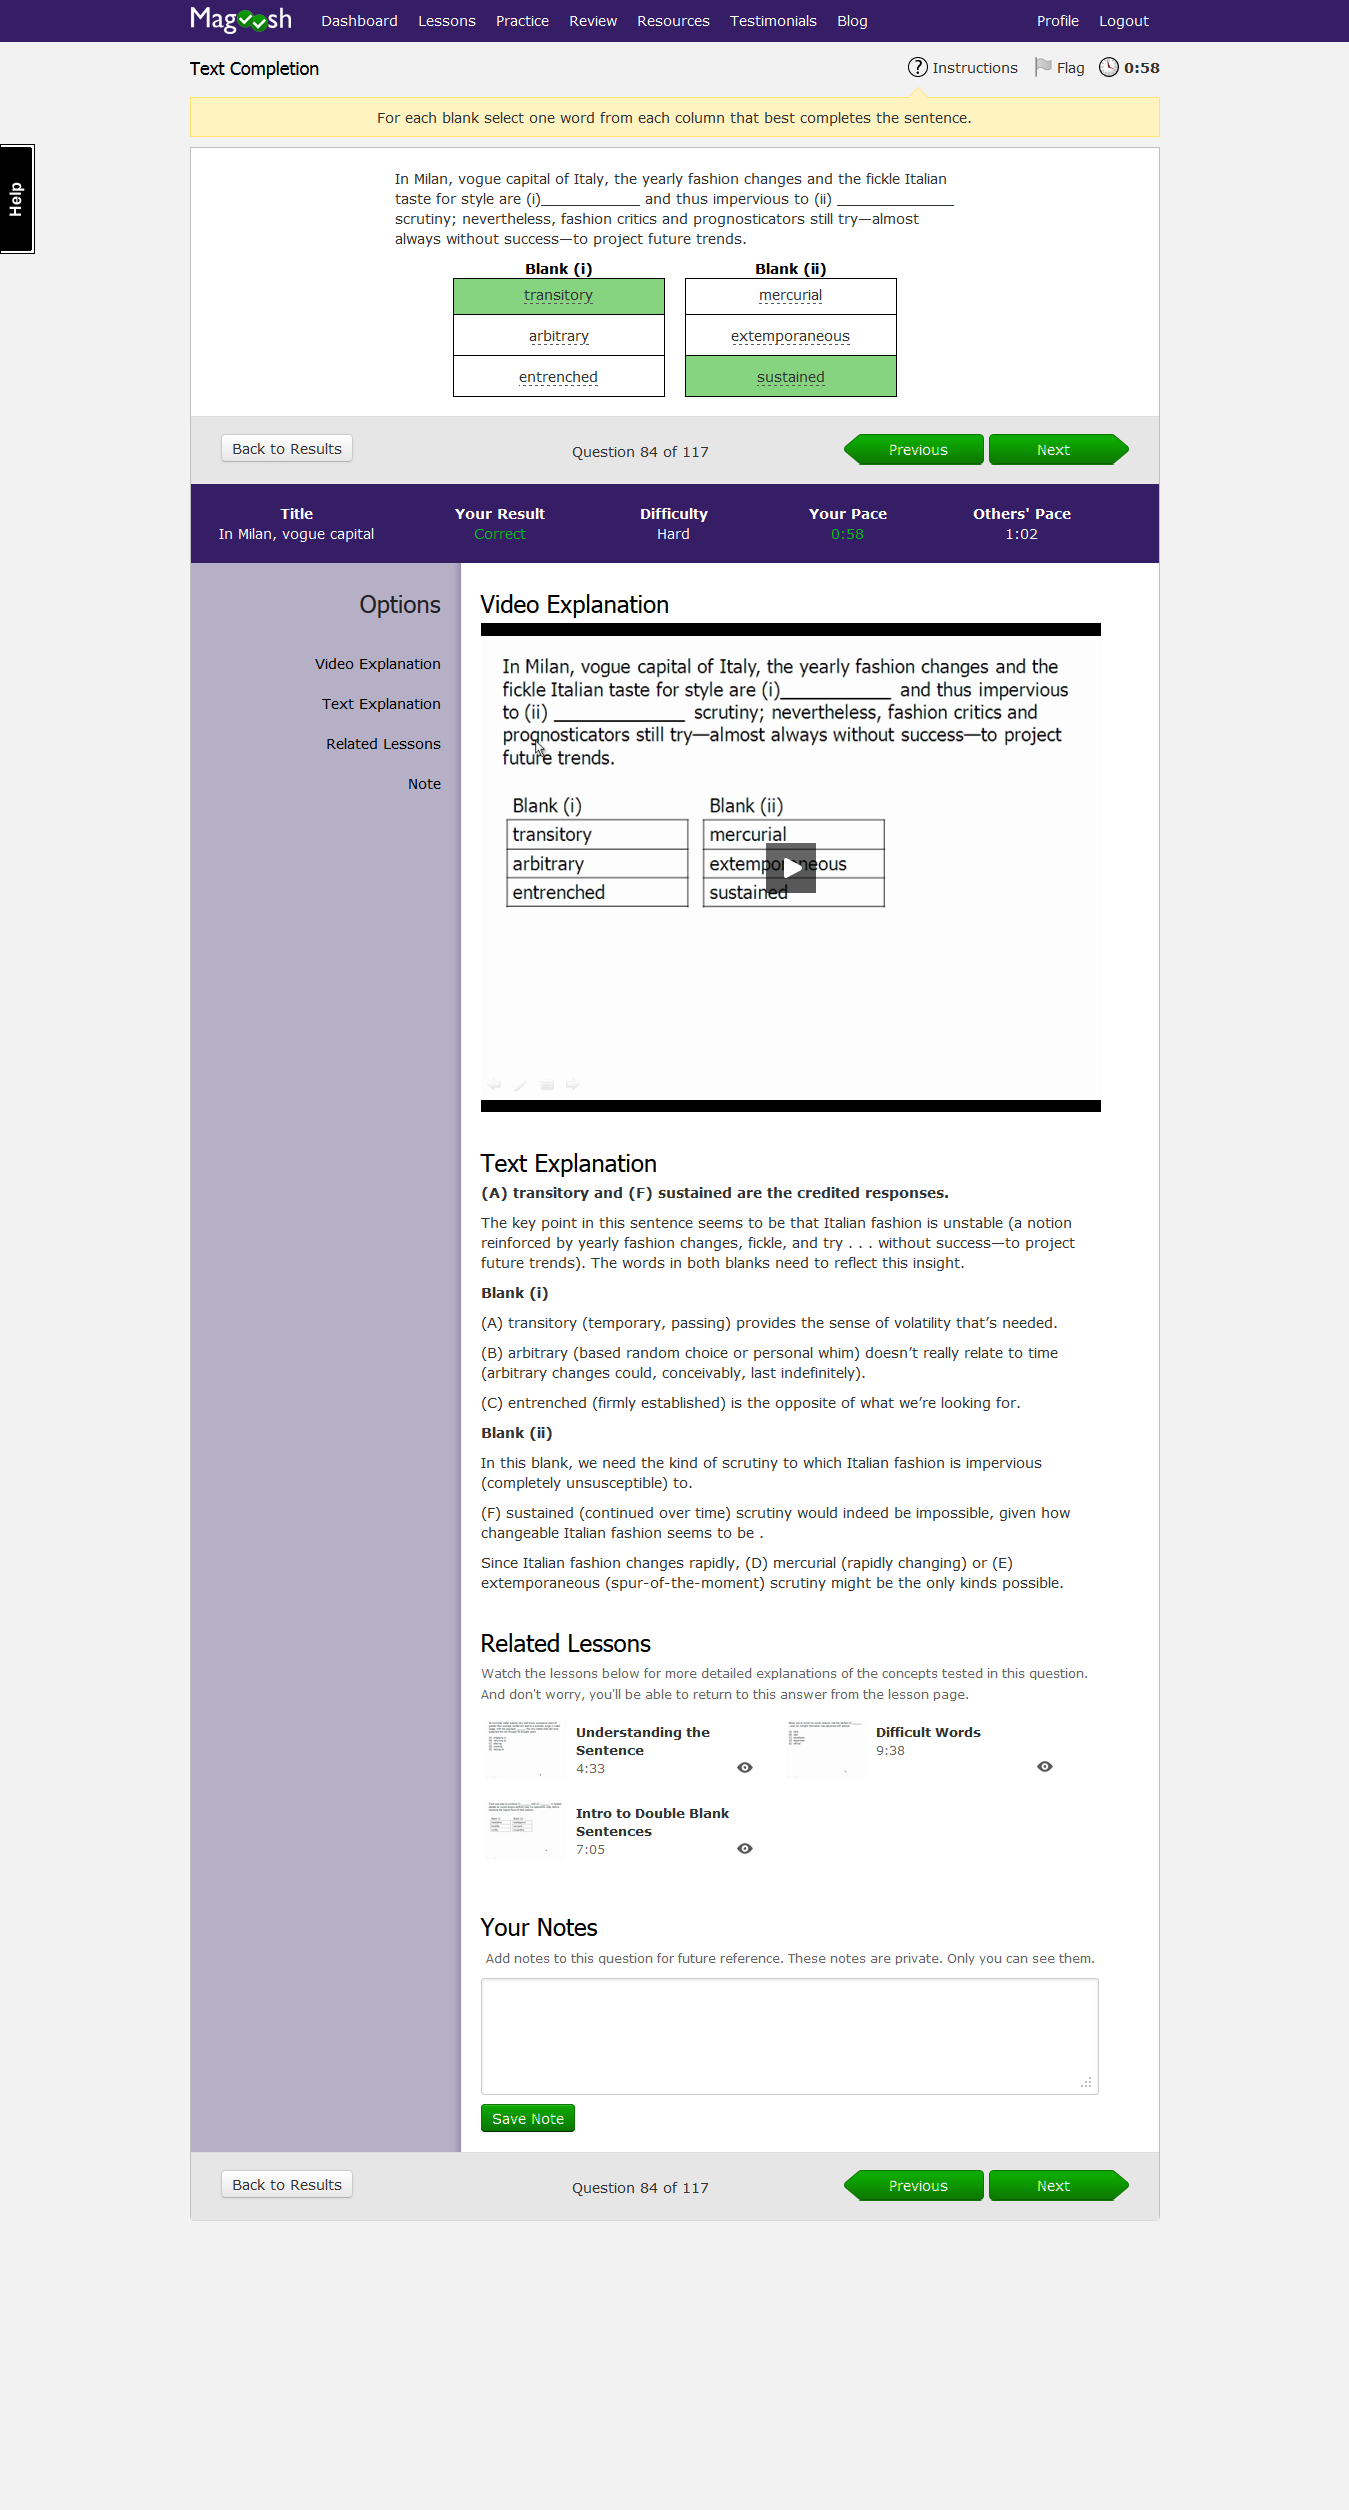 Magoosh Dashboard Lessons Practice Review Resources Testimonials Blog Profile Logout
Text Completion
? Instructions Flag 0:58
For each blank select one word from each column that best completes the sentence.
Help
In Milan, vogue capital of Italy, the yearly fashion changes and the fickle Italian
taste for style are (i)____________ and thus impervious to (ii) ______________
scrutiny; nevertheless, fashion critics and prognosticators still try—almost
always without success—to project future trends.
Blank (i) Blank (ii)
transitory mercurial
arbitrary extemporaneous
entrenched sustained
Back to Results Question 84 of 117 Previous Next
Title Your Result Difficulty Your Pace Others' Pace
In Milan, vogue capital Correct Hard 0:58 1:02
Options
Video Explanation
Text Explanation
Related Lessons
Note
Video Explanation
In Milan, vogue capital of Italy, the yearly fashion changes and the
fickle Italian taste for style are (i)___________ and thus impervious
to (ii) _____________ scrutiny; nevertheless, fashion critics and
prognosticators still try—almost always without success—to project
future trends.
Blank (i) Blank (ii)
transitory mercurial
arbitrary extemporaneous
entrenched sustained
Text Explanation
(A) transitory and (F) sustained are the credited responses.
The key point in this sentence seems to be that Italian fashion is unstable (a notion
reinforced by yearly fashion changes, fickle, and try . . . without success—to project
future trends). The words in both blanks need to reflect this insight.
Blank (i)
(A) transitory (temporary, passing) provides the sense of volatility that’s needed.
(B) arbitrary (based random choice or personal whim) doesn’t really relate to time
(arbitrary changes could, conceivably, last indefinitely).
(C) entrenched (firmly established) is the opposite of what we’re looking for.
Blank (ii)
In this blank, we need the kind of scrutiny to which Italian fashion is impervious
(completely unsusceptible) to.
(F) sustained (continued over time) scrutiny would indeed be impossible, given how
changeable Italian fashion seems to be .
Since Italian fashion changes rapidly, (D) mercurial (rapidly changing) or (E)
extemporaneous (spur-of-the-moment) scrutiny might be the only kinds possible.
Related Lessons
Watch the lessons below for more detailed explanations of the concepts tested in this question.
And don't worry, you'll be able to return to this answer from the lesson page.
Understanding the
Sentence
4:33
Difficult Words
9:38
Intro to Double Blank
Sentences
7:05
Your Notes
Add notes to this question for future reference. These notes are private. Only you can see them.
Save Note
Back to Results Question 84 of 117 Previous Next